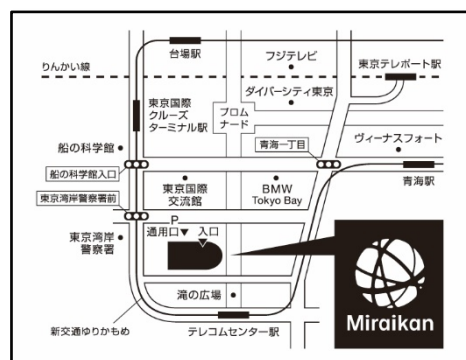 台場駅
フジテレビ
りんかい線
東京テレポート駅
ダイバーシティ東京
東京国際
クルーズ
ターミナル駅
プロム
ナード
船の科学館
青海一丁目
ヴィーナスフォート
船の科学館入口
東京国際
交流館
BMW
Tokyo Bay
青海駅
東京湾岸警察署前
P
通用口
入口
東京湾岸
警察署
滝の広場
Miraikan
新交通ゆりかもめ
テレコムセンター駅